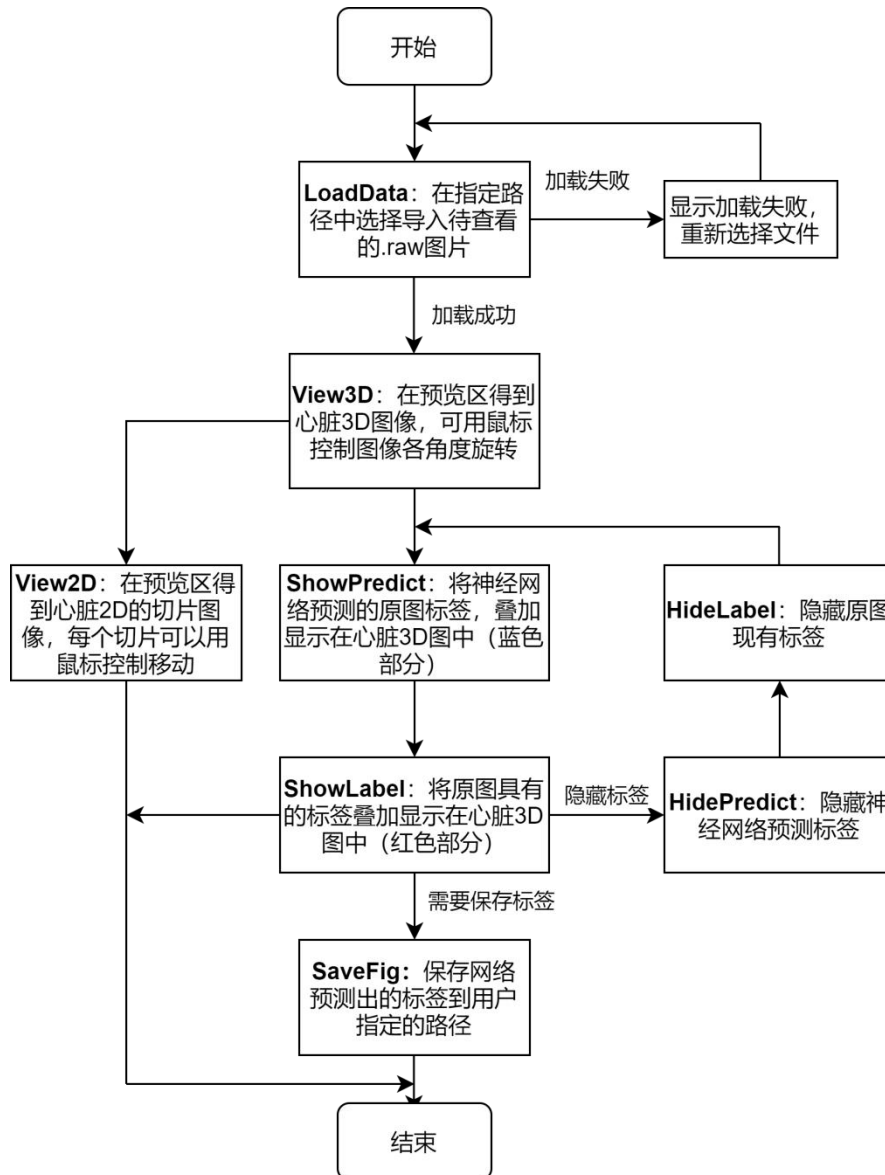 开始
加载失败
LoadData：在指定路
径中选择导入待查看
的.raw图片
显示加载失败，
重新选择文件
加载成功
View3D：在预览区得到
心脏3D图像，可用鼠标
控制图像各角度旋转
View2D：在预览区得
到心脏2D的切片图
像，每个切片可以用
鼠标控制移动
ShowPredict：将神经网
络预测的原图标签，叠加
显示在心脏3D图中（蓝色
部分）
HideLabel：隐藏原图
现有标签
ShowLabel：将原图具有
的标签叠加显示在心脏3D
图中（红色部分）
隐藏标签
HidePredict：隐藏神
经网络预测标签
需要保存标签
SaveFig：保存网络
预测出的标签到用户
指定的路径
结束